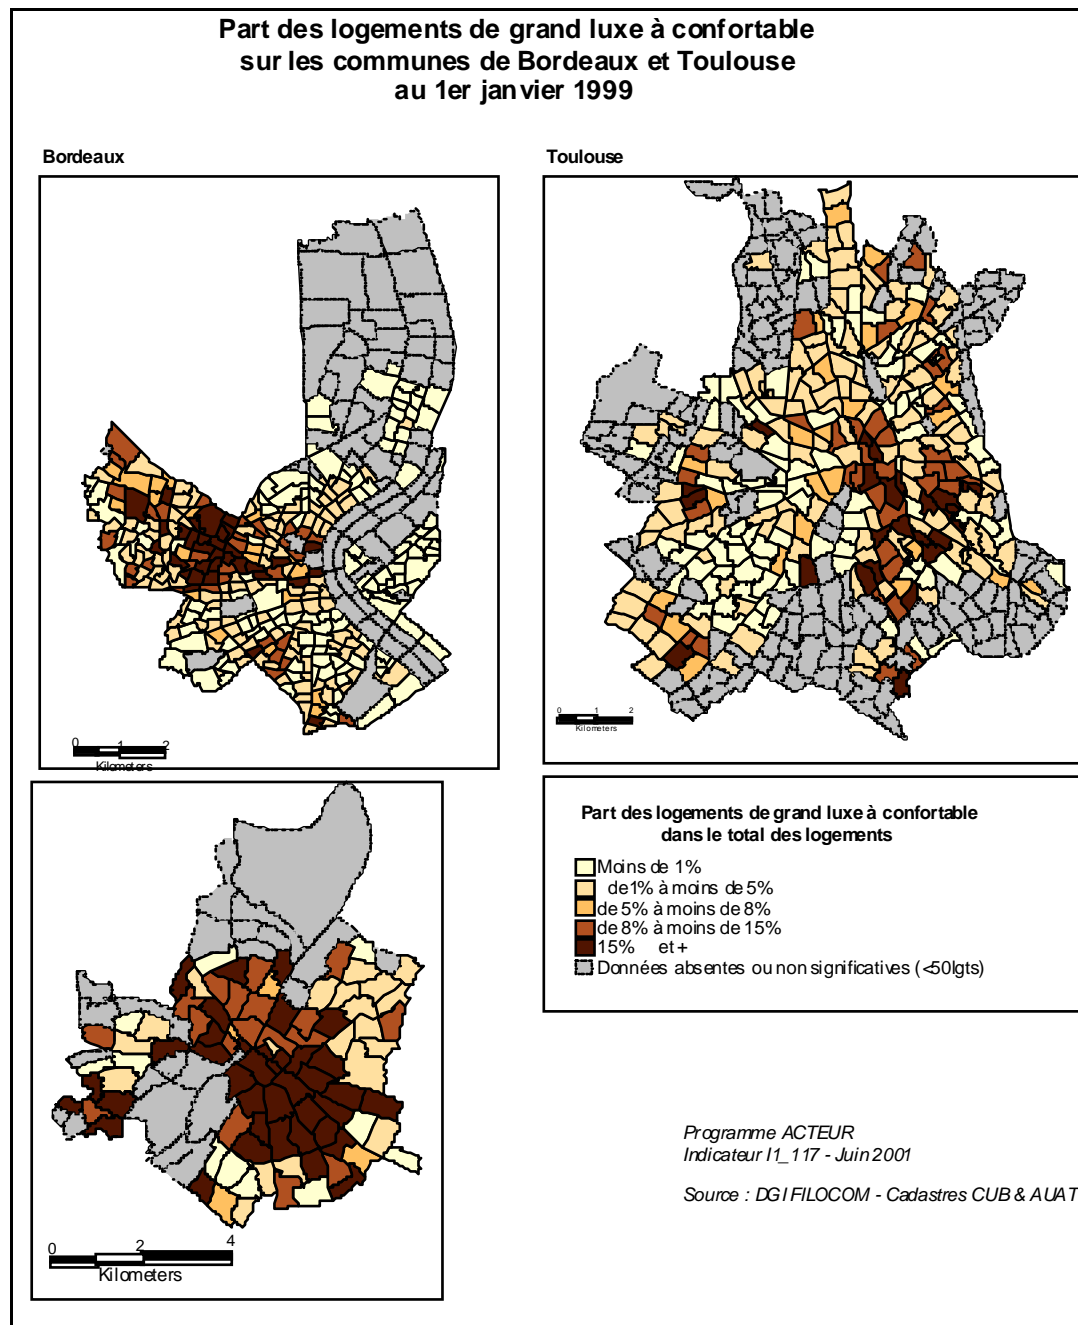 Part des logements de grand luxe à confortable
sur les communes de Bordeaux et Toulouse
au 1er janvier 1999
Bordeaux
Toulouse
0 1 2
Kilometers
0 1 2
Kilometers
Part des logements de grand luxe à confortable
dans le total des logements
Moins de 1%
de1% à moins de 5%
de 5% à moins de 8%
de 8% à moins de 15%
15% et +
Données absentes ou non significatives (<50lgts)
Programme ACTEUR
Indicateur I1_117 - Juin 2001
Source : DGI FILOCOM - Cadastres CUB & AUAT
0 2 4
Kilometers